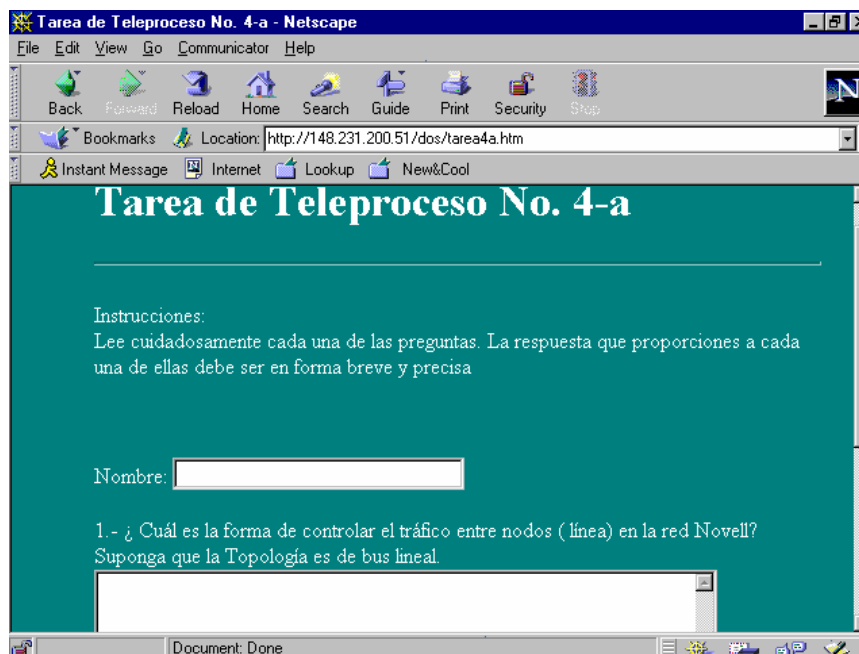 Tarea de Teleproceso No. 4-a - Netscape
File Edit View Go Communicator Help
Back Forward Reload Home Search Guide Print Security Stop
N
Bookmarks Location: http://148.231.200.51/dos/tarea4a.htm
Instant Message Internet Lookup New&Cool
Tarea de Teleproceso No. 4-a
Instrucciones:
Lee cuidadosamente cada una de las preguntas. La respuesta que proporciones a cada
una de ellas debe ser en forma breve y precisa
Nombre:
1.- ¿ Cuál es la forma de controlar el tráfico entre nodos ( línea) en la red Novell?
Suponga que la Topología es de bus lineal.
Document: Done